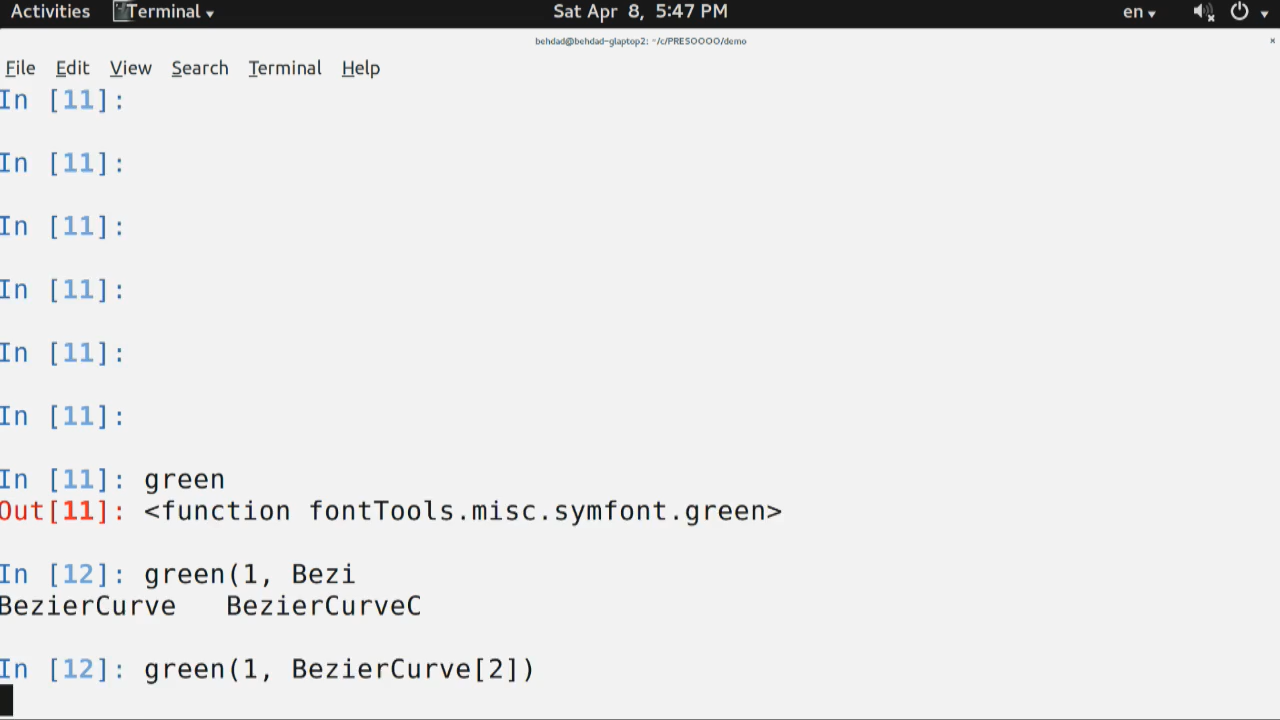 Activities Terminal Sat Apr 8, 5:47 PM en
behdad@behdad-glaptop2: ~/c/PRESOOOO/demo
File Edit View Search Terminal Help
In [11]:
In [11]:
In [11]:
In [11]:
In [11]:
In [11]:
In [11]: green
Out[11]: <function fontTools.misc.symfont.green>
In [12]: green(1, Bezi
BezierCurve BezierCurveC
In [12]: green(1, BezierCurve[2])